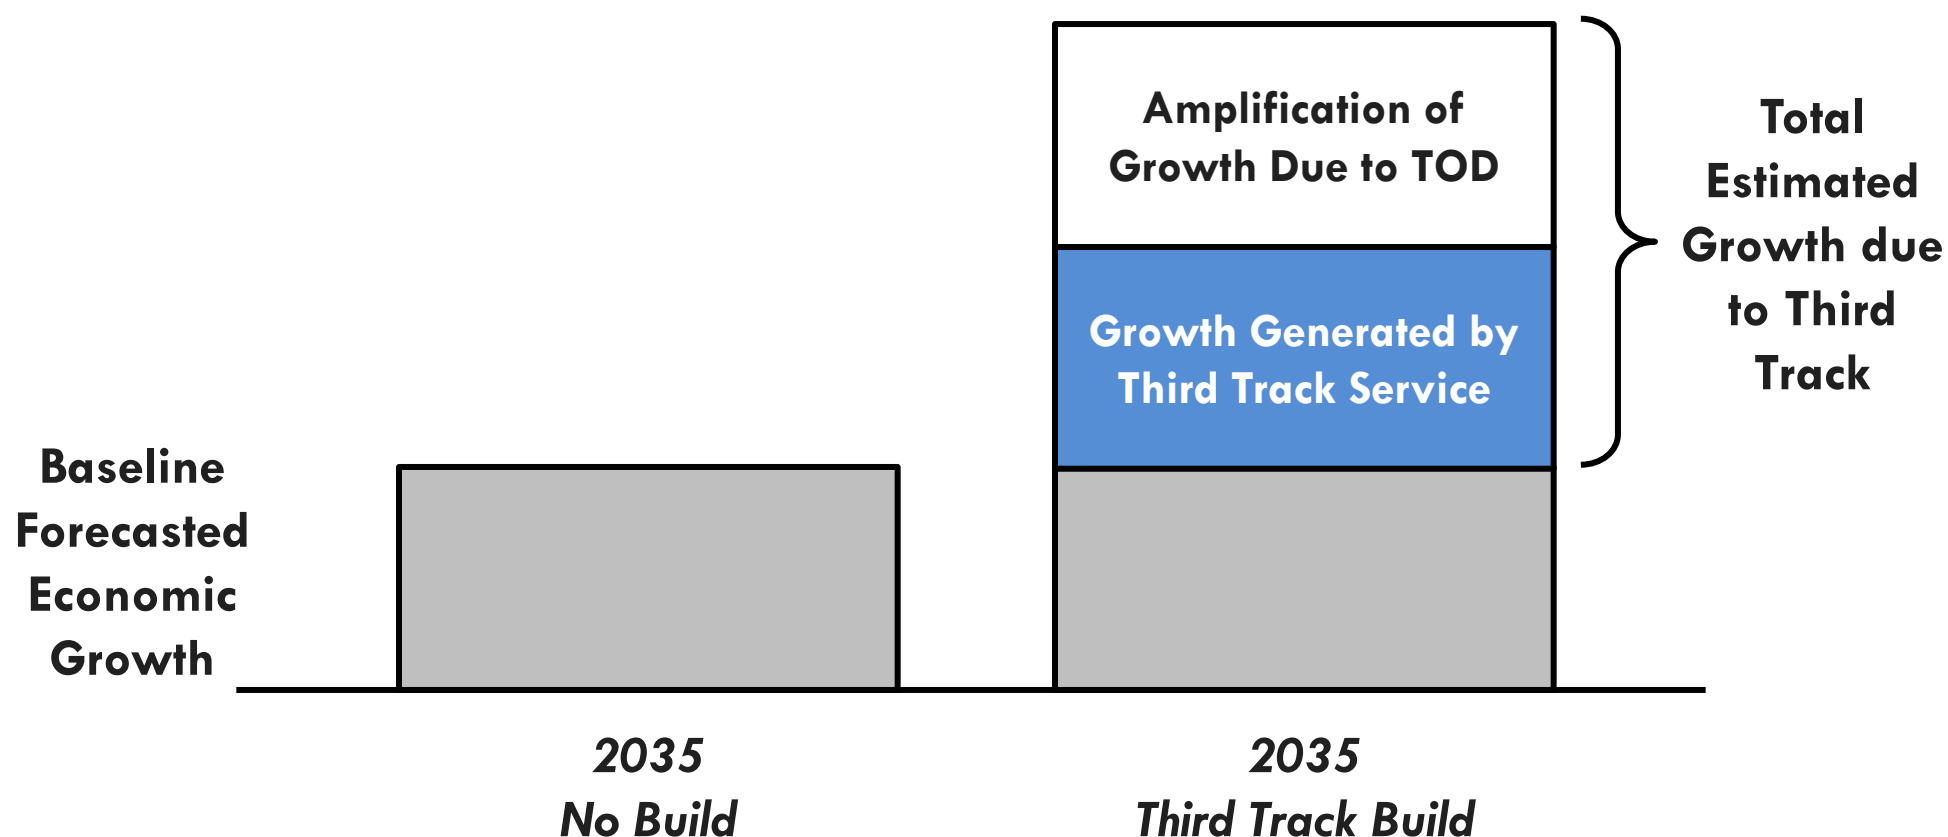 Amplification of
Growth Due to TOD
Growth Generated by
Third Track Service
Total
Estimated
Growth due
to Third
Track
Baseline
Forecasted
Economic
Growth
2035
No Build
2035
Third Track Build